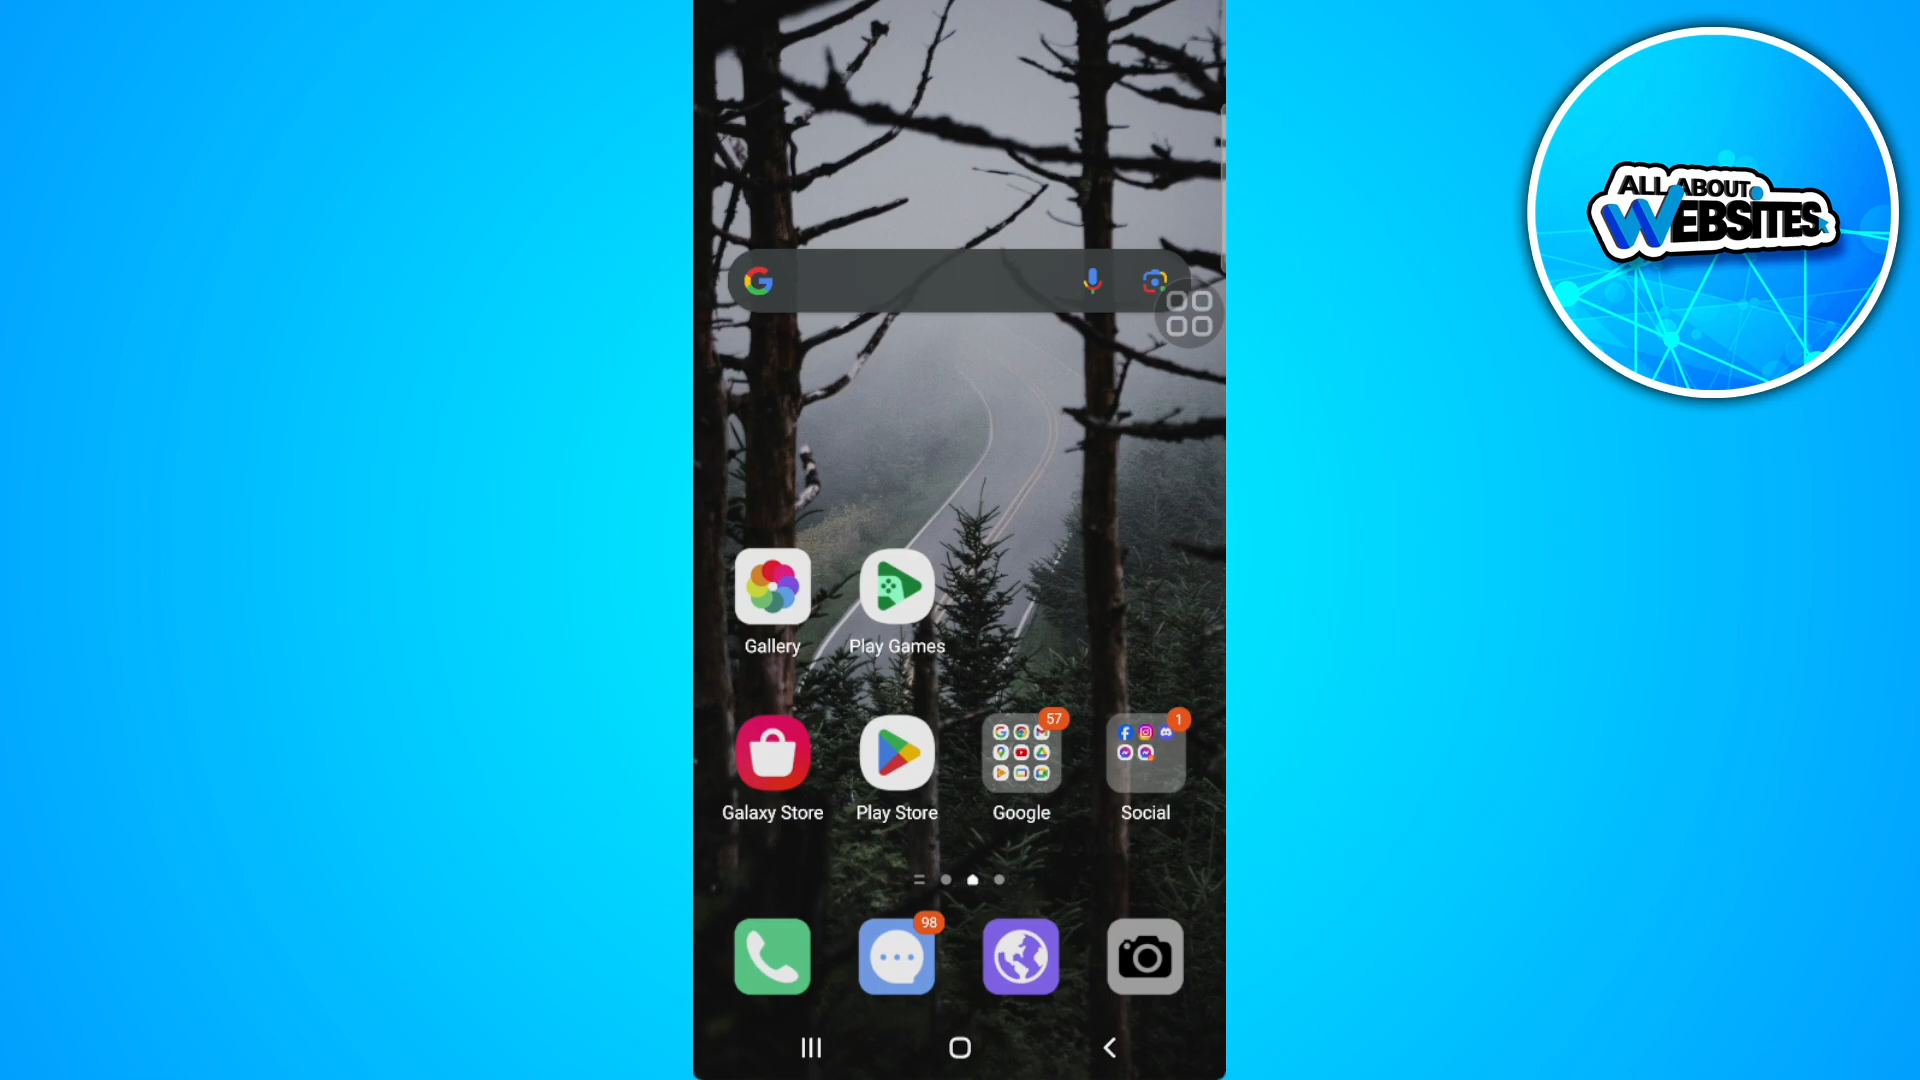 ALL ABOUT
WEBSITES
Gallery
Play Games
57
1
Galaxy Store
Play Store
Google
Social
98